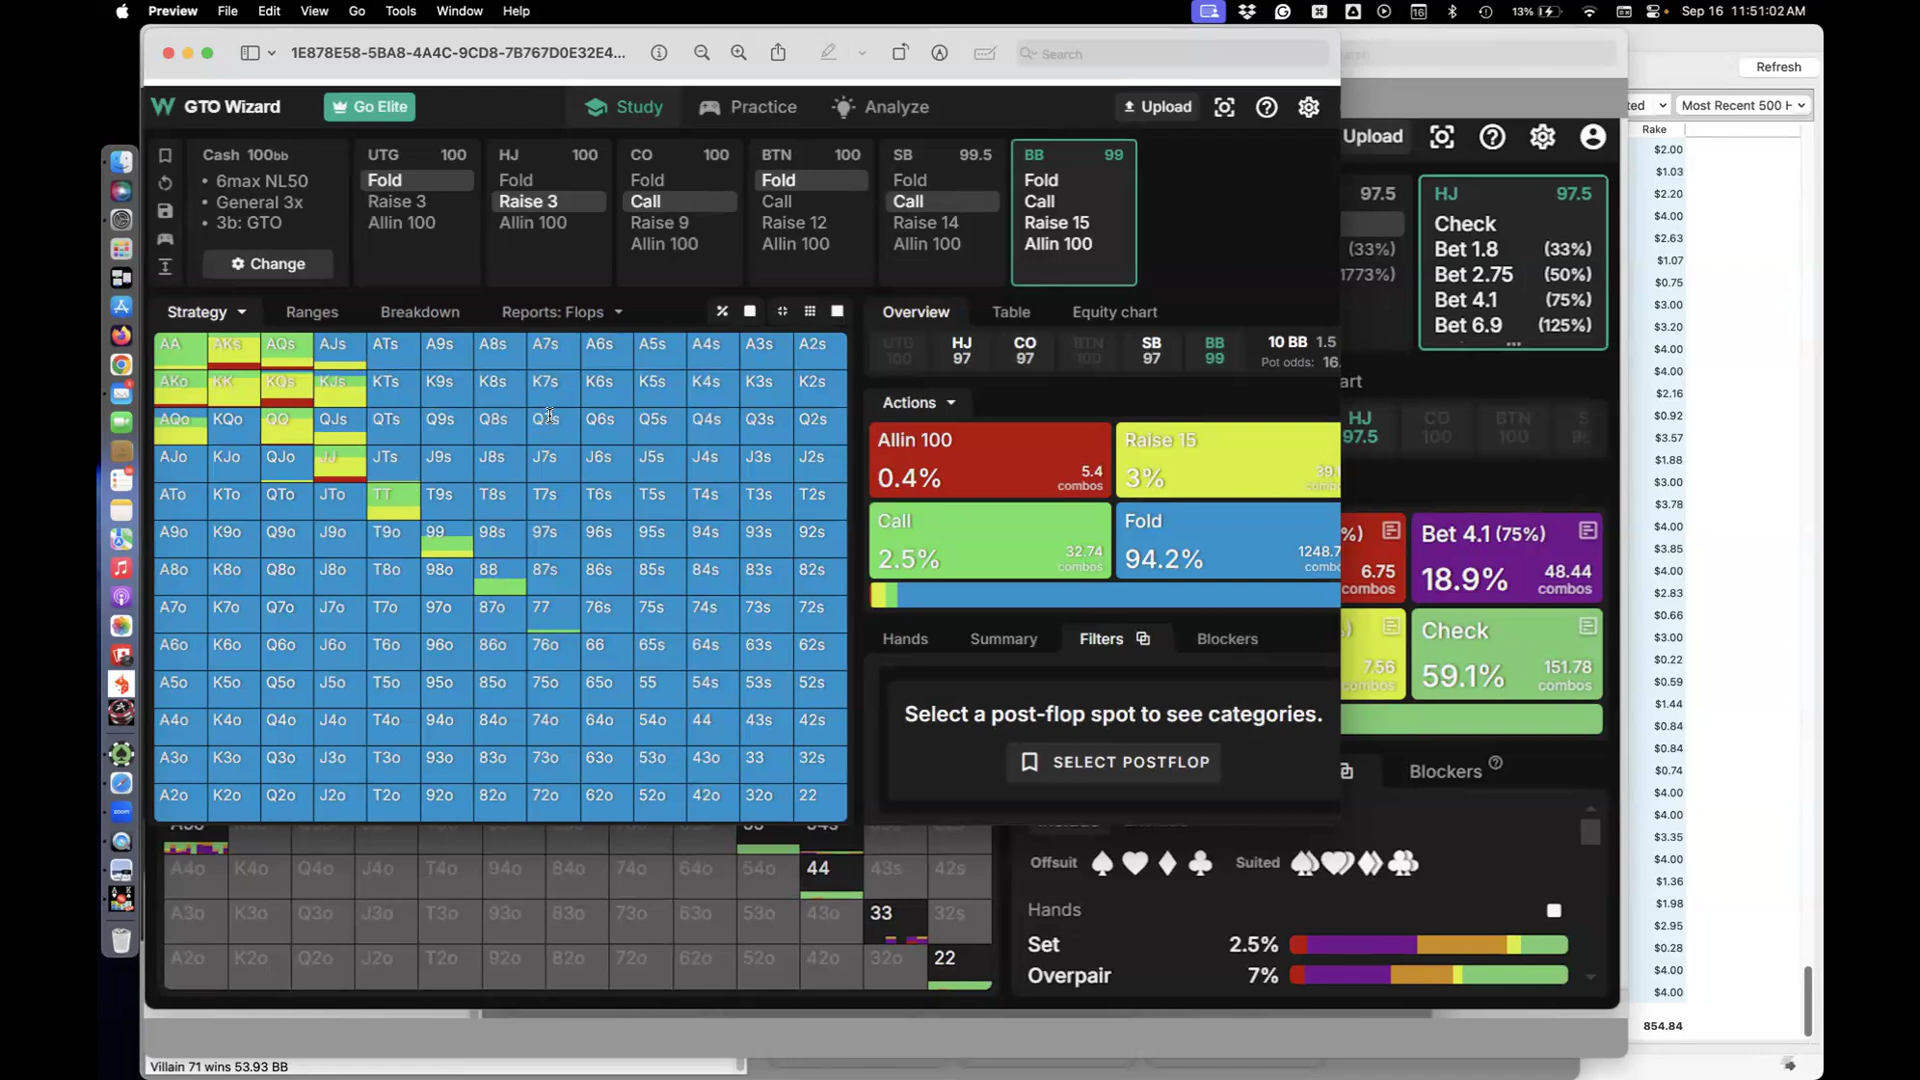 Preview File Edit View Go Tools Window Help 16 13% Sep 16 11:51:02 AM
1E878E58-5BA8-4A4C-9CD8-7B767D0E32E4... Search
Refresh
Most Recent 500 H
GTO Wizard Go Elite Study Practice Analyze Upload
Upload
Cash 100bb
• 6max NL50
• General 3x
• 3b: GTO
Change
UTG 100
Fold
Raise 3
Allin 100
HJ 100
Fold
Raise 3
Allin 100
CO 100
Fold
Call
Raise 9
Allin 100
BTN 100
Fold
Call
Raise 12
Allin 100
SB 99.5
Fold
Call
Raise 14
Allin 100
BB 99
Fold
Call
Raise 15
Allin 100
97.5
(33%)
1773%)
HJ 97.5
Check
Bet 1.8 (33%)
Bet 2.75 (50%)
Bet 4.1 (75%)
Bet 6.9 (125%)
Strategy Ranges Breakdown Reports: Flops
Overview Table Equity chart
UTG 100
HJ 97
CO 97
BTN 100
SB 97
BB 99
10 BB 1.5
Pot odds: 16.
HJ 97.5
CO 100
BTN 100
Actions
Allin 100
0.4% 5.4 combos
Raise 15
3%
Call
2.5% 32.74 combos
Fold
94.2% 1248.7
Bet 4.1 (75%)
18.9% 48.44 combos
6.75 combos
Check
59.1% 151.78 combos
7.56 combos
Hands Summary Filters Blockers
Blockers
Select a post-flop spot to see categories.
SELECT POSTFLOP
AA AKs AQs AJs ATs A9s A8s A7s A6s A5s A4s A3s A2s
AKo KK KQs KJs KTs K9s K8s K7s K6s K5s K4s K3s K2s
AQo KQo QQ QJs QTs Q9s Q8s Q7s Q6s Q5s Q4s Q3s Q2s
AJo KJo QJo JJ JTs J9s J8s J7s J6s J5s J4s J3s J2s
ATo KTo QTo JTo TT T9s T8s T7s T6s T5s T4s T3s T2s
A9o K9o Q9o J9o T9o 99 98s 97s 96s 95s 94s 93s 92s
A8o K8o Q8o J8o T8o 98o 88 87s 86s 85s 84s 83s 82s
A7o K7o Q7o J7o T7o 97o 87o 77 76s 75s 74s 73s 72s
A6o K6o Q6o J6o T6o 96o 86o 76o 66 65s 64s 63s 62s
A5o K5o Q5o J5o T5o 95o 85o 75o 65o 55 54s 53s 52s
A4o K4o Q4o J4o T4o 94o 84o 74o 64o 54o 44 43s 42s
A3o K3o Q3o J3o T3o 93o 83o 73o 63o 53o 43o 33 32s
A2o K2o Q2o J2o T2o 92o 82o 72o 62o 52o 42o 32o 22
A4o K4o Q4o J4o T4o 94o 84o 74o 64o 54o 44 43s 42s
A3o K3o Q3o J3o T3o 93o 83o 73o 63o 53o 43o 33 32s
A2o K2o Q2o J2o T2o 92o 82o 72o 62o 52o 42o 32o 22
Offsuit Suited
Hands
Set 2.5%
Overpair 7%
Rake
$2.00
$1.03
$2.20
$4.00
$2.63
$1.07
$0.75
$3.00
$3.20
$4.00
$4.00
$2.16
$0.92
$3.57
$1.88
$3.00
$3.78
$4.00
$3.85
$4.00
$2.83
$0.66
$3.00
$0.22
$0.59
$1.44
$0.84
$0.84
$0.74
$4.00
$3.35
$4.00
$1.36
$1.98
$2.95
$0.28
$4.00
$4.00
854.84
Villain 71 wins 53.93 BB